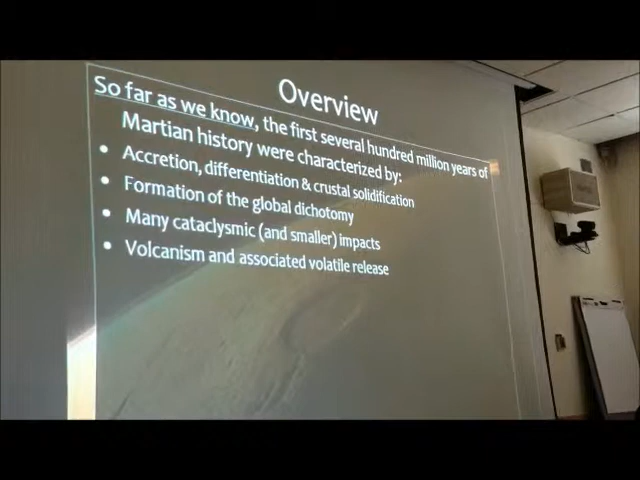 Overview
So far as we know, the first several hundred million years of
Martian history were characterized by:
• Accretion, differentiation & crustal solidification
• Formation of the global dichotomy
• Many cataclysmic (and smaller) impacts
• Volcanism and associated volatile release